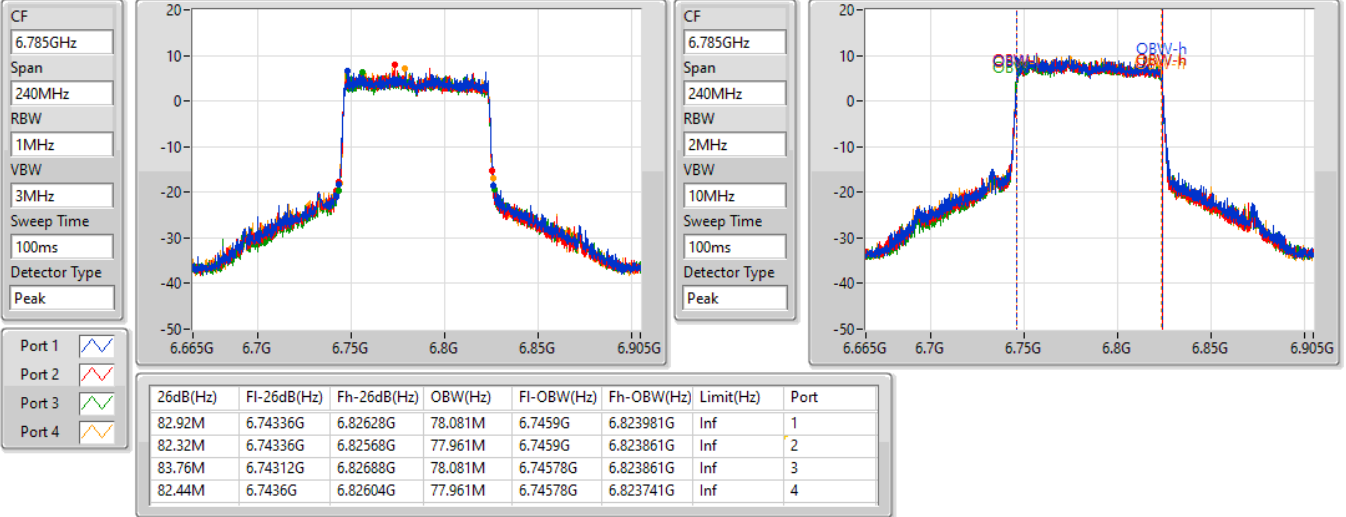 CF
6.785GHz
Span
240MHz
RBW
1MHz
VBW
3MHz
Sweep Time
100ms
Detector Type
Peak
20
10
0
-10
-20
-30
-40
-50
6.665G 6.7G 6.75G 6.8G 6.85G 6.905G
CF
6.785GHz
Span
240MHz
RBW
2MHz
VBW
10MHz
Sweep Time
100ms
Detector Type
Peak
20
10
0
-10
-20
-30
-40
-50
OBW-h
OBW-h
6.665G 6.7G 6.75G 6.8G 6.85G 6.905G
Port 1
Port 2
Port 3
Port 4
26dB(Hz) Fl-26dB(Hz) Fh-26dB(Hz) OBW(Hz) Fl-OBW(Hz) Fh-OBW(Hz) Limit(Hz) Port
82.92M 6.74336G 6.82628G 78.081M 6.7459G 6.823981G Inf 1
82.32M 6.74336G 6.82568G 77.961M 6.7459G 6.823861G Inf 2
83.76M 6.74312G 6.82688G 78.081M 6.74578G 6.823861G Inf 3
82.44M 6.7436G 6.82604G 77.961M 6.74578G 6.823741G Inf 4